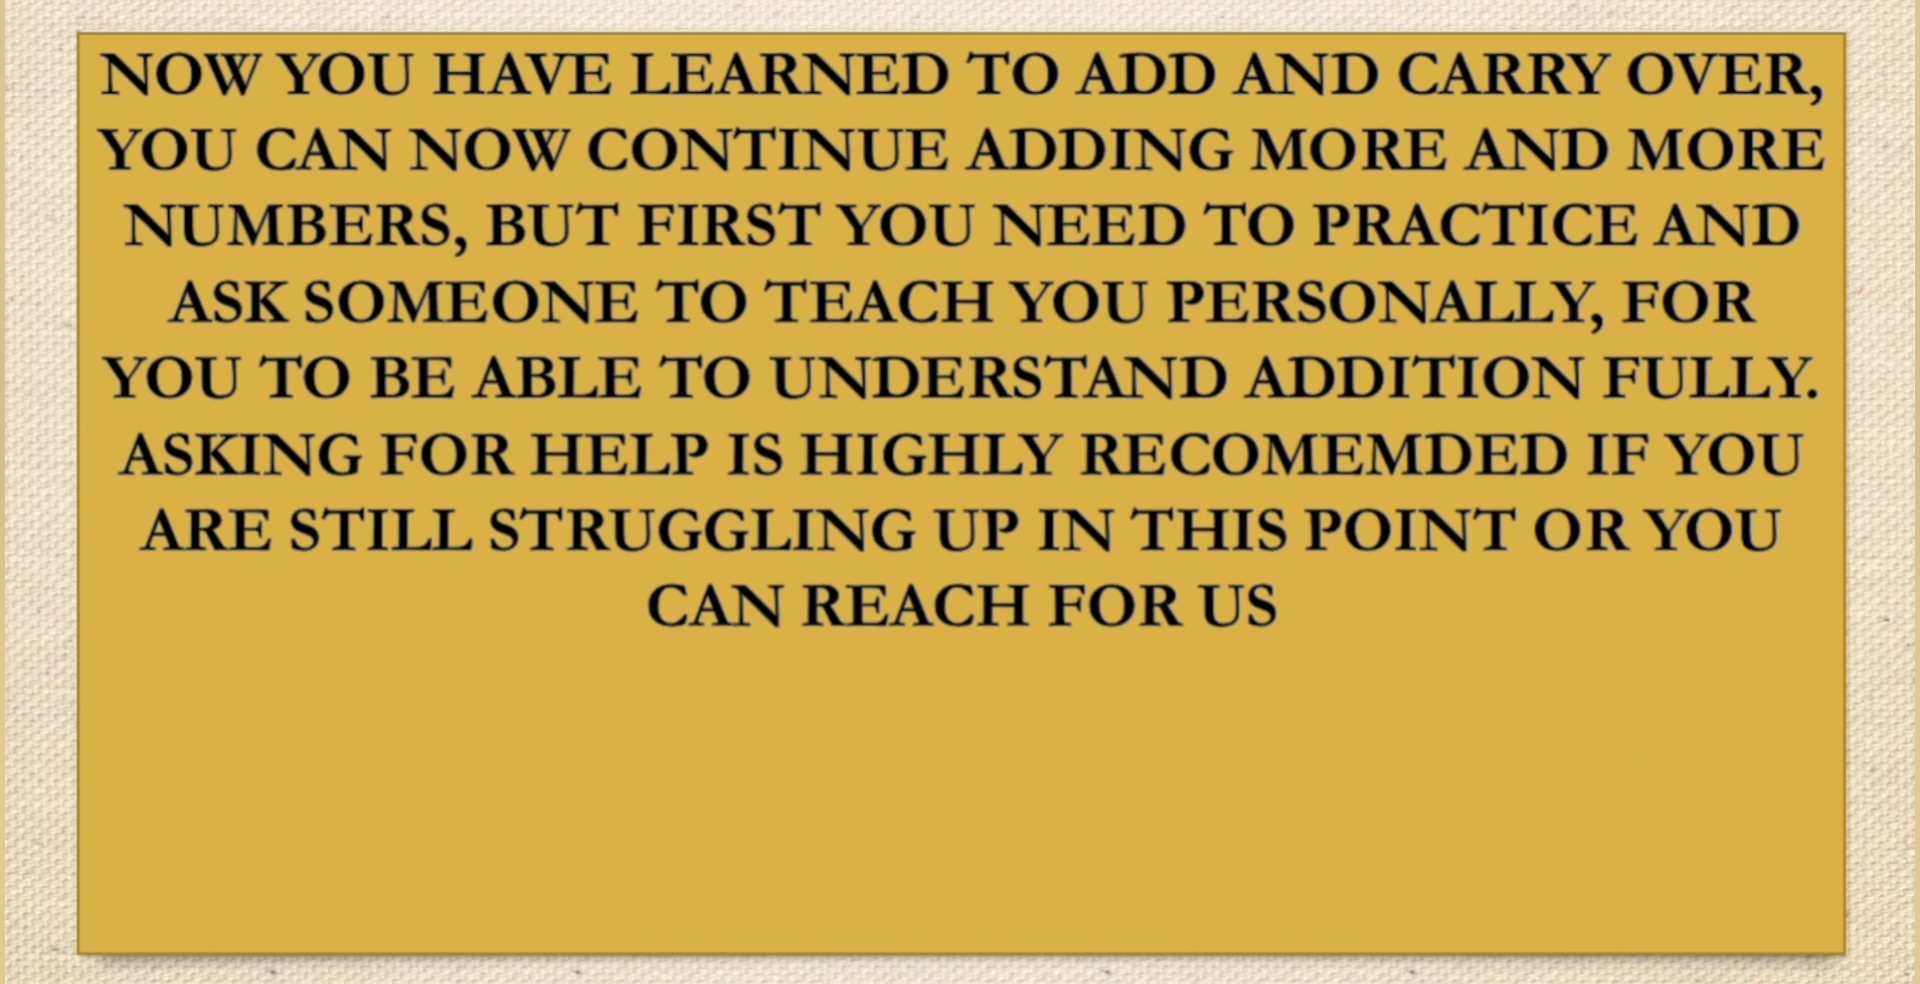 NOW YOU HAVE LEARNED TO ADD AND CARRY OVER,
YOU CAN NOW CONTINUE ADDING MORE AND MORE
NUMBERS, BUT FIRST YOU NEED TO PRACTICE AND
ASK SOMEONE TO TEACH YOU PERSONALLY, FOR
YOU TO BE ABLE TO UNDERSTAND ADDITION FULLY.
ASKING FOR HELP IS HIGHLY RECOMEMDED IF YOU
ARE STILL STRUGGLING UP IN THIS POINT OR YOU
CAN REACH FOR US